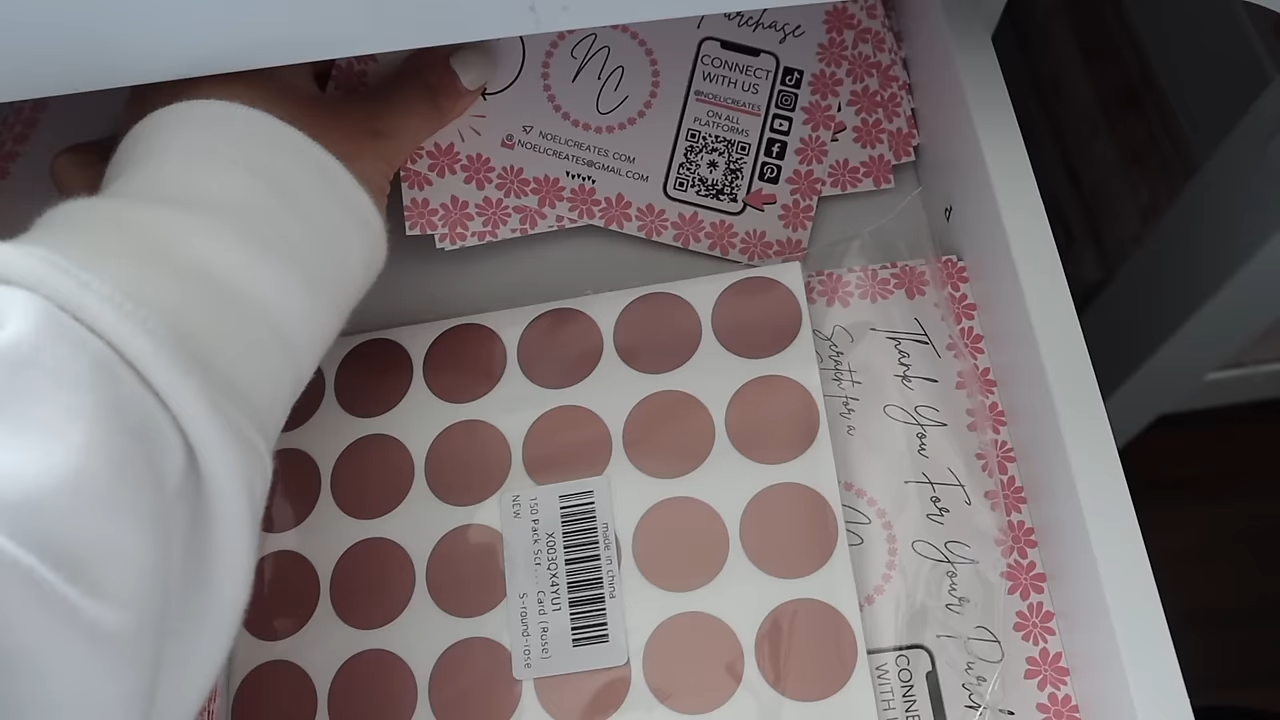 Purchase
NC
CONNECT
WITH US
@NOELICREATES
ON ALL
PLATFORMS
NOELICREATES.COM
NOELICREATES@GMAIL.COM
Thank You For Your
Scratch for a
made in china
X003QX4YU1
150 Pack Scr... Card (Rose)
S-round-rose
NEW
CONNE
WITH